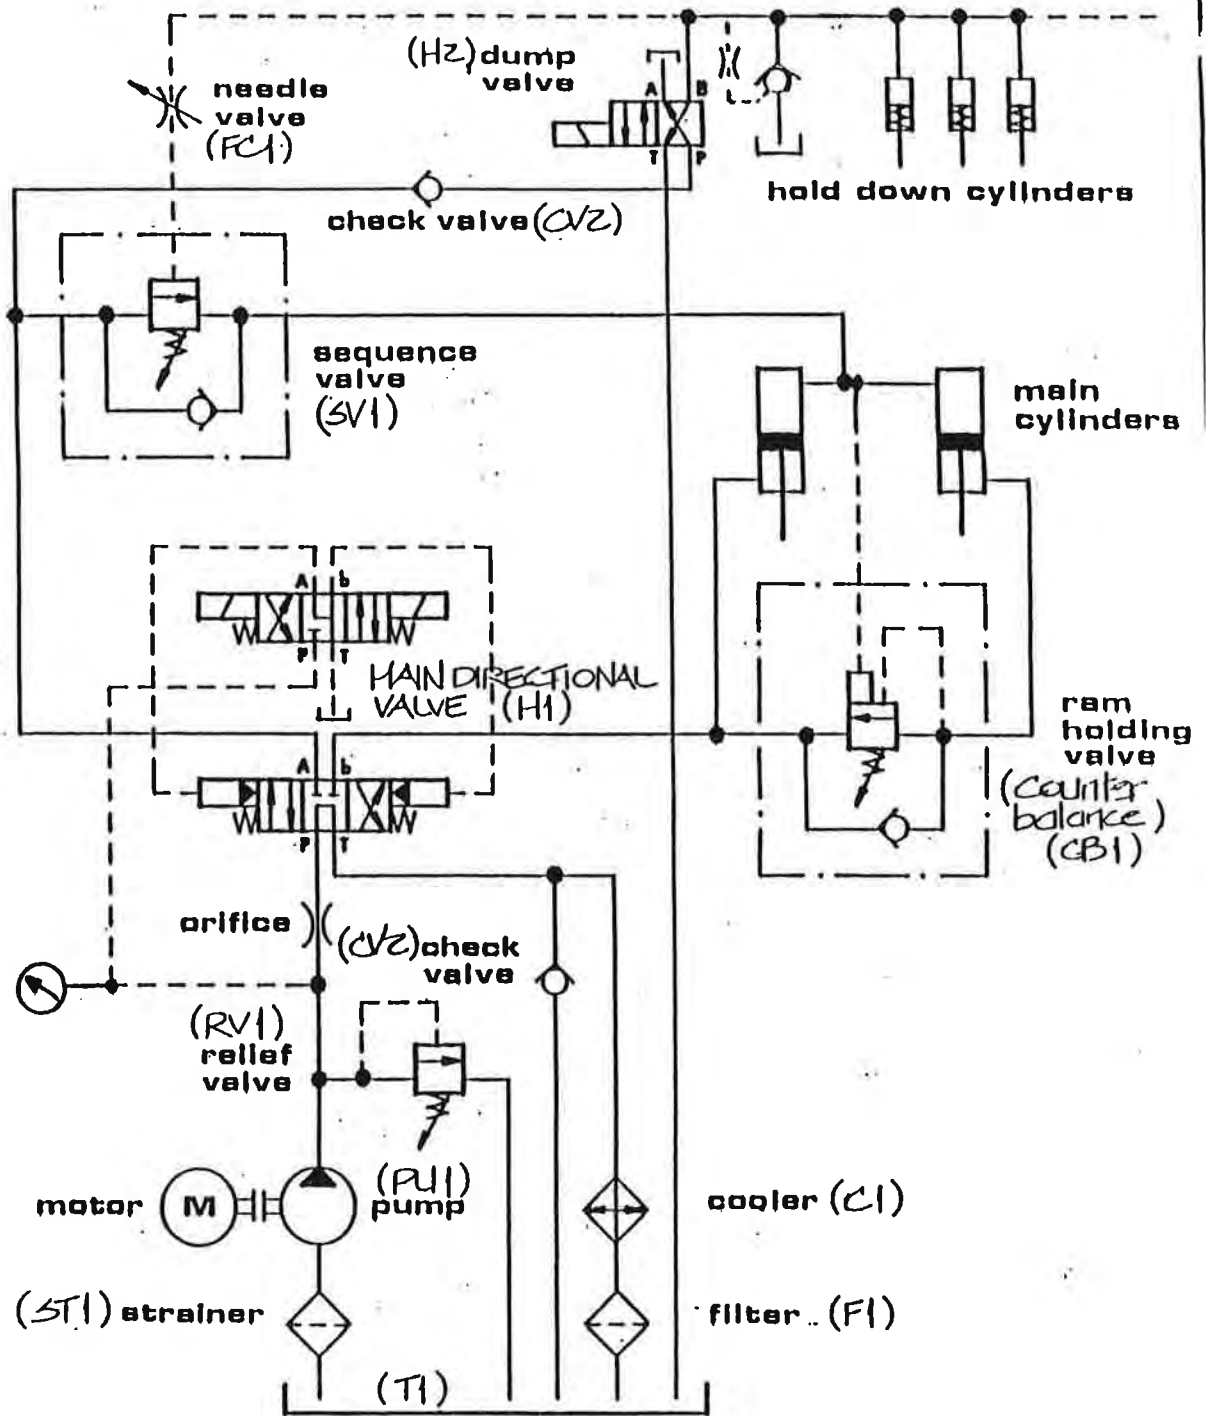 (H2) dump
valve
needle
valve
(FC1)
A B
T P
hold down cylinders
check valve (CV2)
sequence
valve
(SV1)
main
cylinders
A b
P T
MAIN DIRECTIONAL
VALVE (H1)
ram
holding
valve
(counter
balance)
(CB1)
A b
P T
orifice
(CV2) check
valve
(RV1)
relief
valve
motor
M
(PU1)
pump
cooler (C1)
(ST1) strainer
filter .. (F1)
(T1)